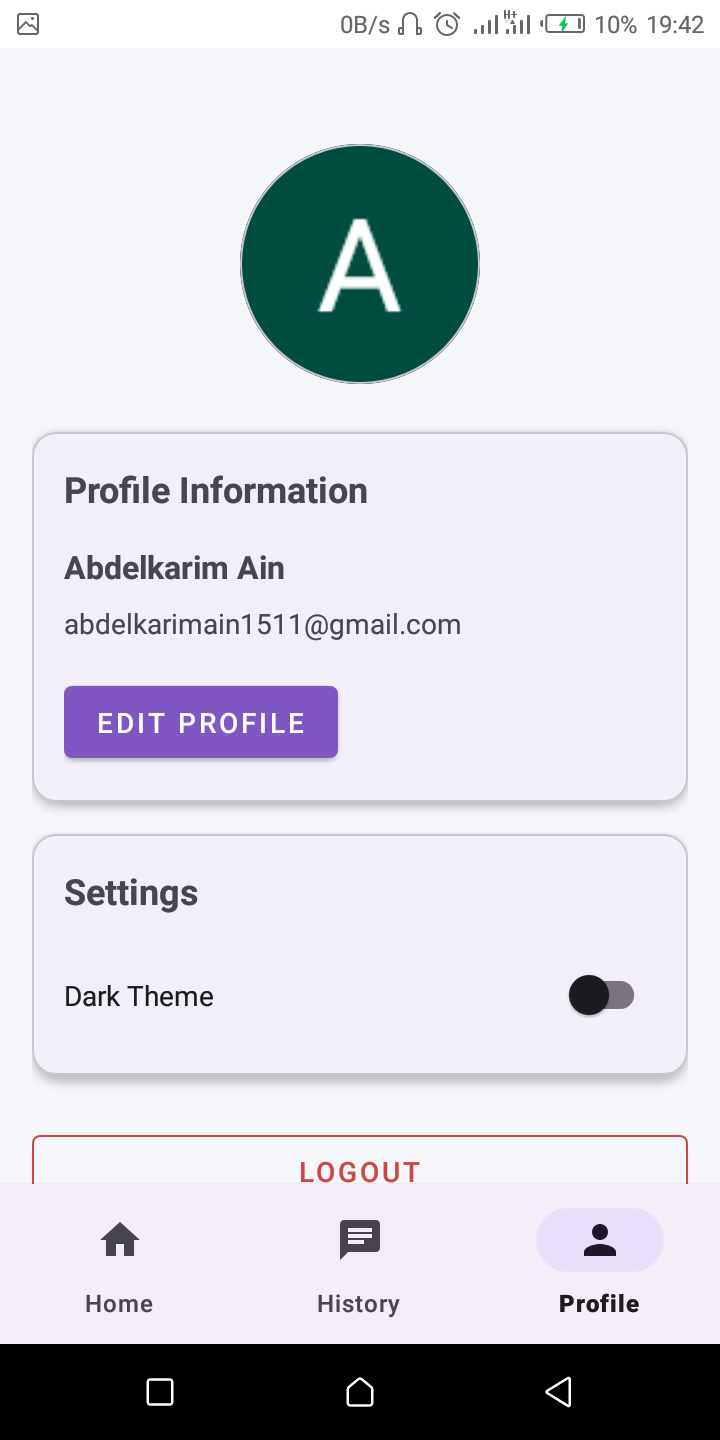 0B/s H+ 10% 19:42
A
Profile Information
Abdelkarim Ain
abdelkarimain1511@gmail.com
EDIT PROFILE
Settings
Dark Theme
LOGOUT
Home History Profile